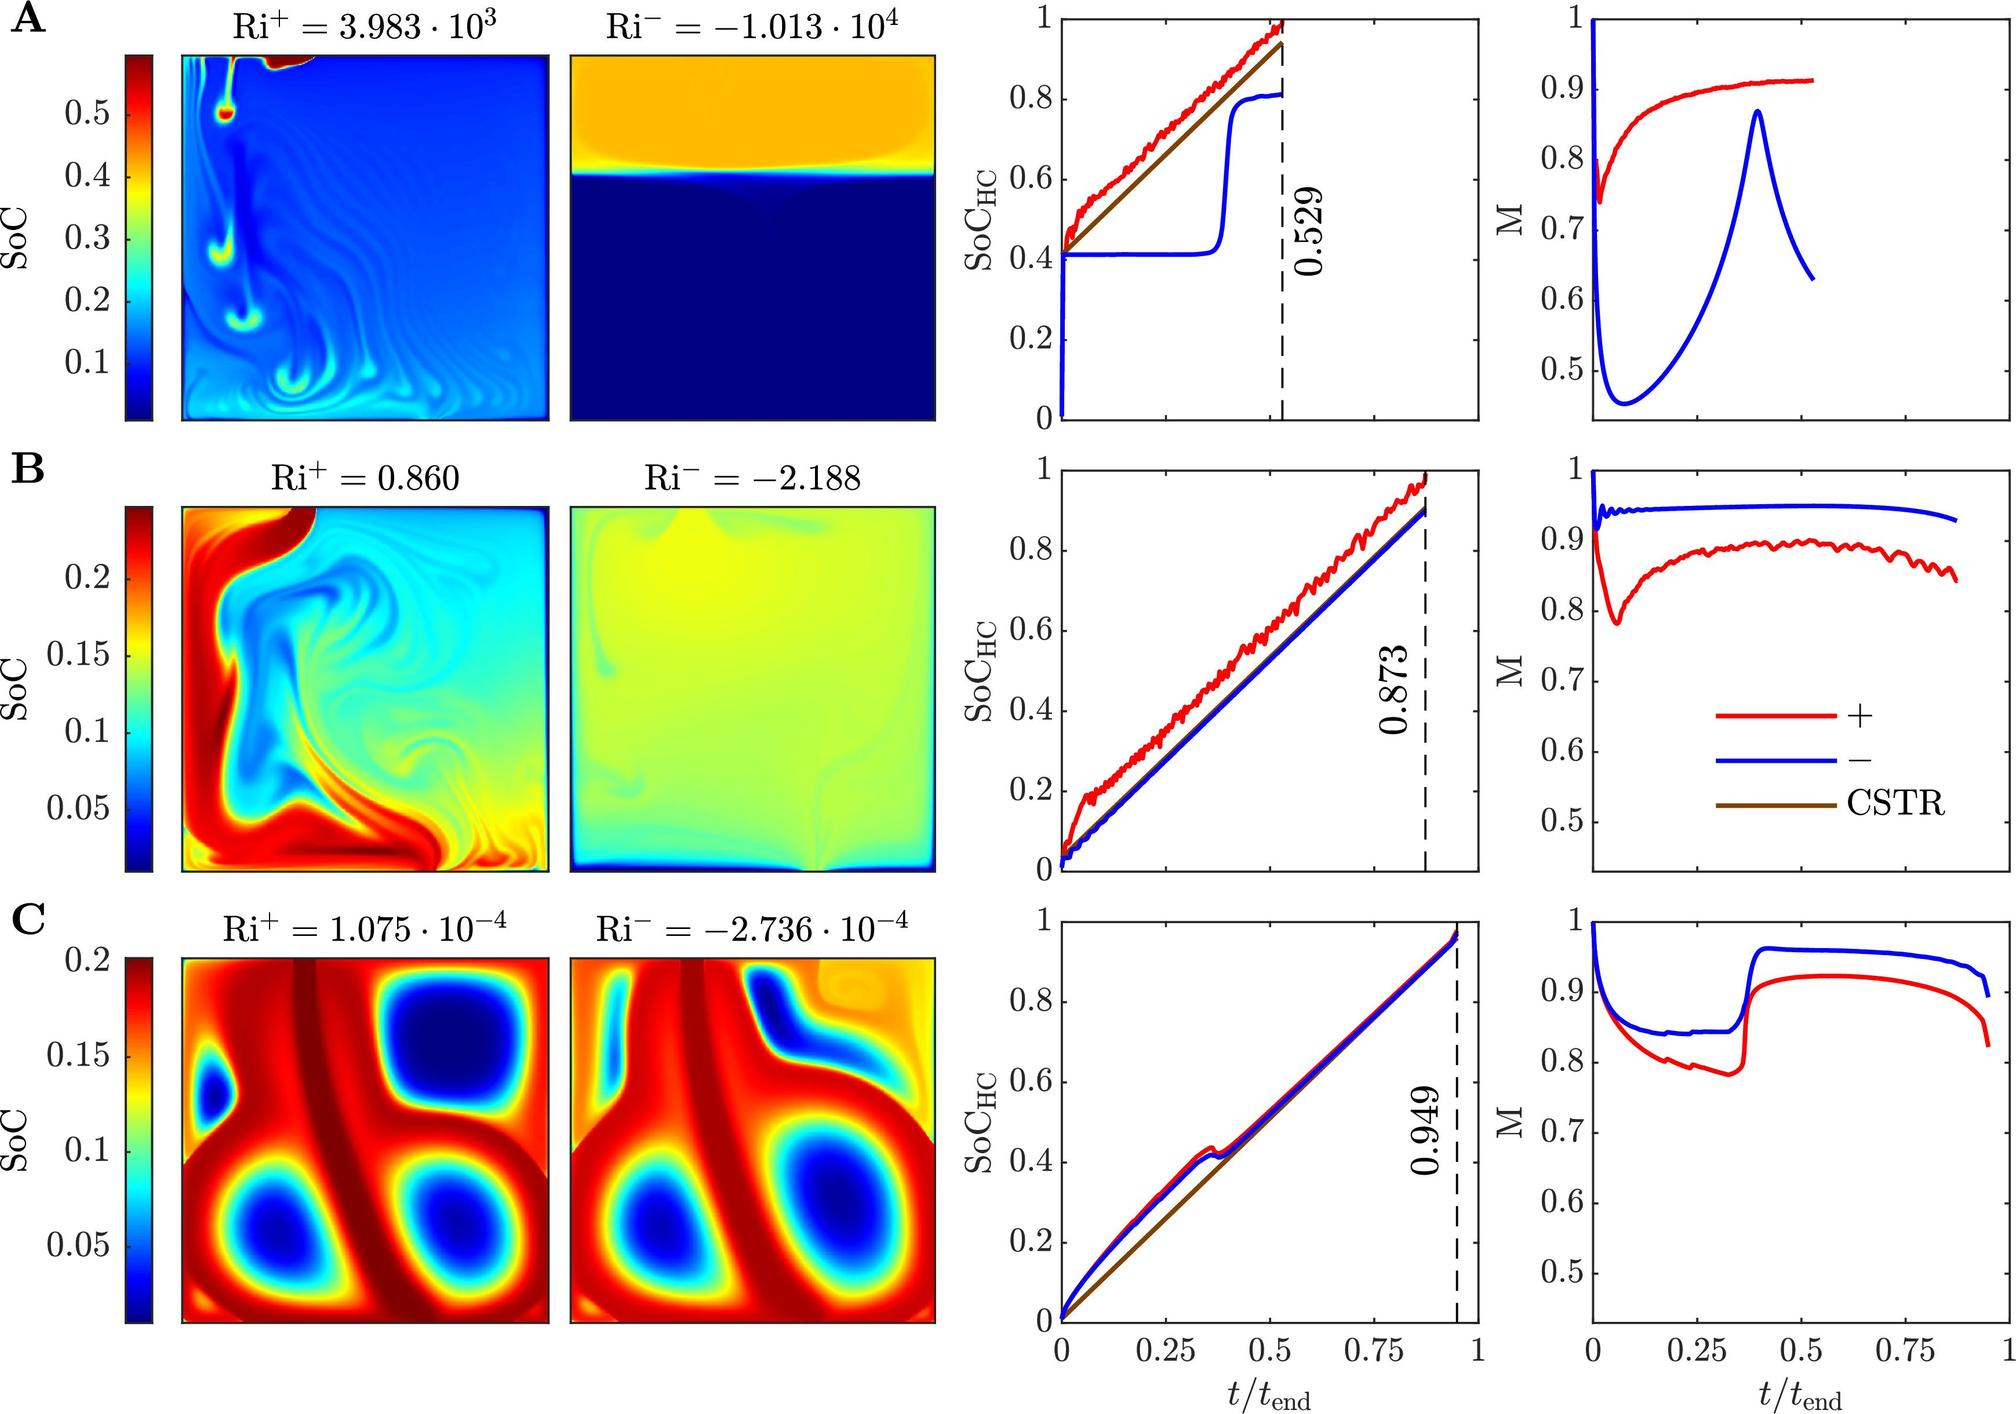 A
Ri⁺ = 3.983 · 10³
Ri⁻ = −1.013 · 10⁴
SoC
0.5
0.4
0.3
0.2
0.1
SoC_HC
1
0.8
0.6
0.4
0.2
0
0.529
M
1
0.9
0.8
0.7
0.6
0.5
B
Ri⁺ = 0.860
Ri⁻ = −2.188
SoC
0.2
0.15
0.1
0.05
SoC_HC
1
0.8
0.6
0.4
0.2
0
0.873
M
1
0.9
0.8
0.7
0.6
0.5
+
−
CSTR
C
Ri⁺ = 1.075 · 10⁻⁴
Ri⁻ = −2.736 · 10⁻⁴
SoC
0.2
0.15
0.1
0.05
SoC_HC
1
0.8
0.6
0.4
0.2
0
0.949
0 0.25 0.5 0.75 1
t/t_end
M
1
0.9
0.8
0.7
0.6
0.5
0 0.25 0.5 0.75 1
t/t_end